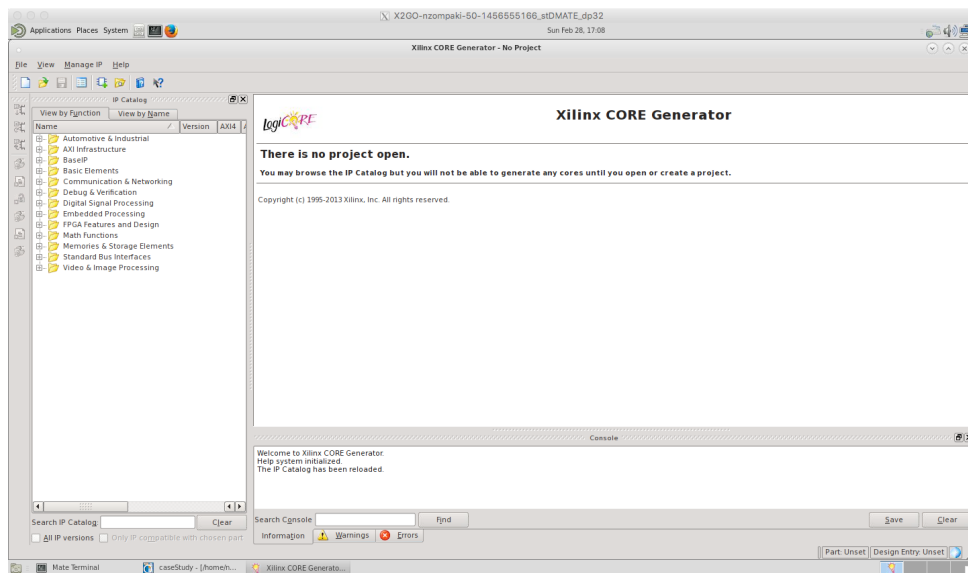 X2GO-nzompaki-50-1456555166_stDMATE_dp32
Applications Places System
Sun Feb 28, 17:08
Xilinx CORE Generator - No Project
File View Manage IP Help
IP Catalog
View by Function View by Name
Name Version AXI4
Automotive & Industrial
AXI Infrastructure
BaseIP
Basic Elements
Communication & Networking
Debug & Verification
Digital Signal Processing
Embedded Processing
FPGA Features and Design
Math Functions
Memories & Storage Elements
Standard Bus Interfaces
Video & Image Processing
Search IP Catalog: Clear
All IP versions Only IP compatible with chosen part
logiCORE
Xilinx CORE Generator
There is no project open.
You may browse the IP Catalog but you will not be able to generate any cores until you open or create a project.
Copyright (c) 1995-2013 Xilinx, Inc. All rights reserved.
Console
Welcome to Xilinx CORE Generator.
Help system initialized.
The IP Catalog has been reloaded.
Search Console Find Save Clear
Information Warnings Errors
Part: Unset Design Entry: Unset
Mate Terminal caseStudy - [/home/n... Xilinx CORE Generato...